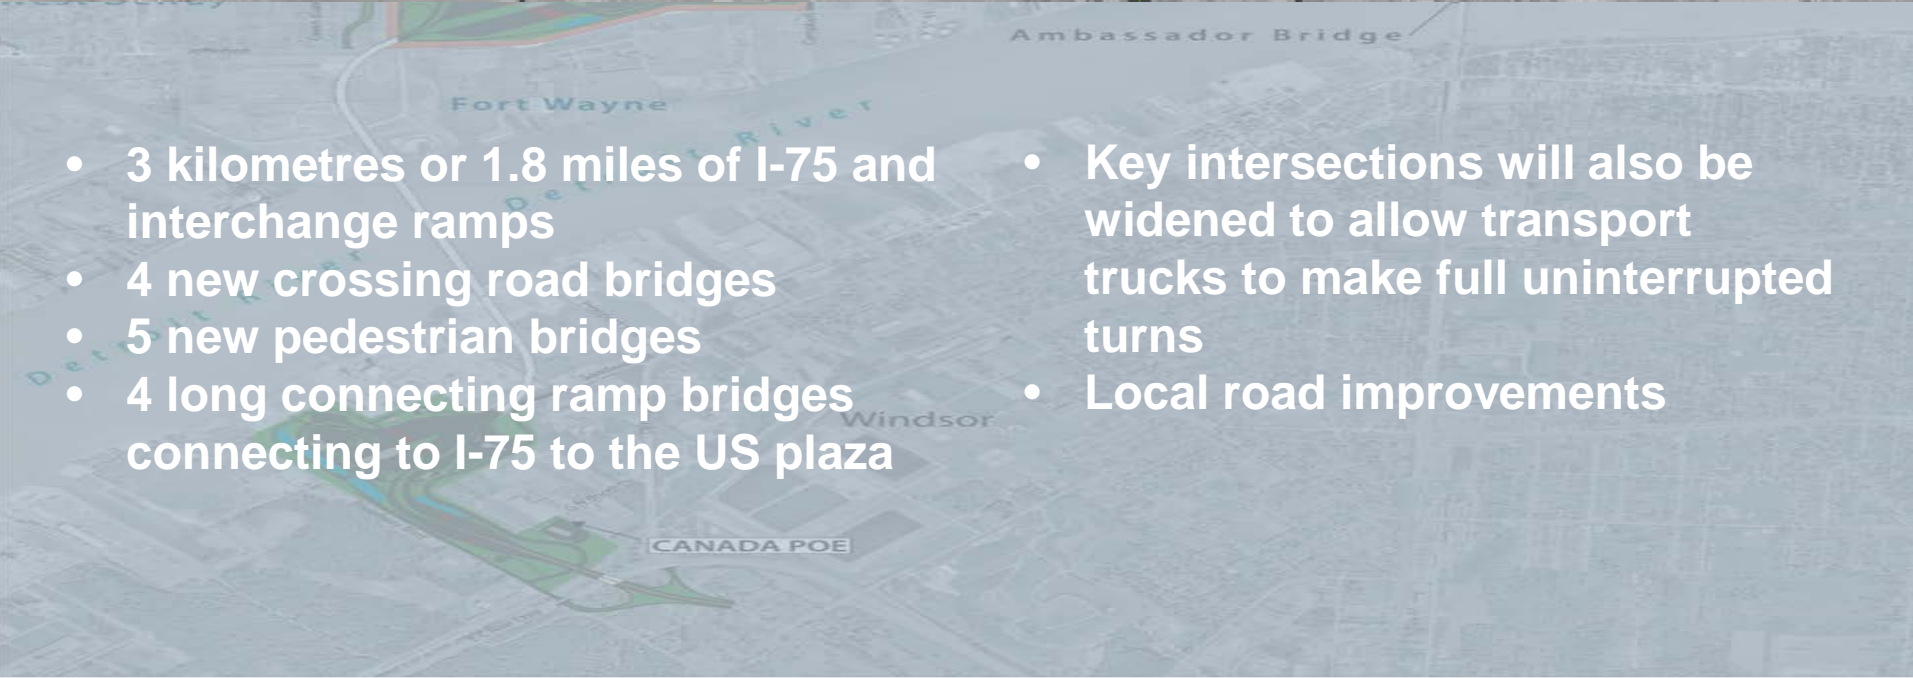 Ambassador Bridge
Fort Wayne
Detroit River
• 3 kilometres or 1.8 miles of I-75 and
interchange ramps
• 4 new crossing road bridges
• 5 new pedestrian bridges
• 4 long connecting ramp bridges
connecting to I-75 to the US plaza
• Key intersections will also be
widened to allow transport
trucks to make full uninterrupted
turns
• Local road improvements
Detroit River
Windsor
CANADA POE